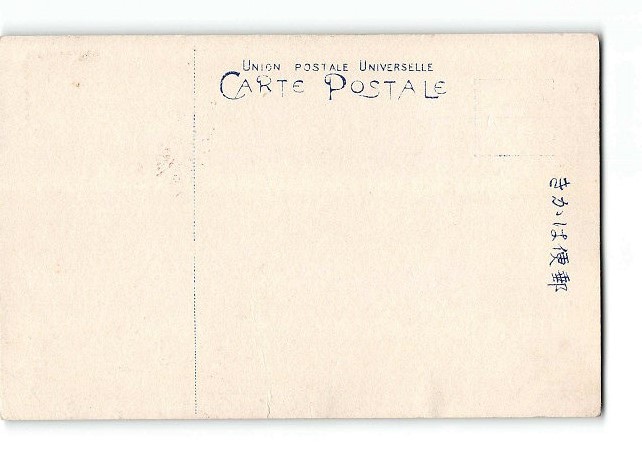 UNION POSTALE UNIVERSELLE
CARTE POSTALE
きかは便郵